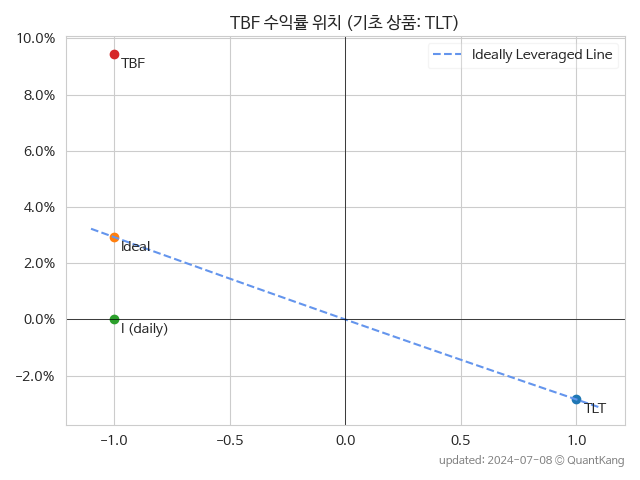 TBF 수익률 위치 (기초 상품: TLT)
10.0%
8.0%
6.0%
4.0%
2.0%
0.0%
−2.0%
Ideally Leveraged Line
TBF
Ideal
I (daily)
TLT
−1.0 −0.5 0.0 0.5 1.0
updated: 2024-07-08 © QuantKang